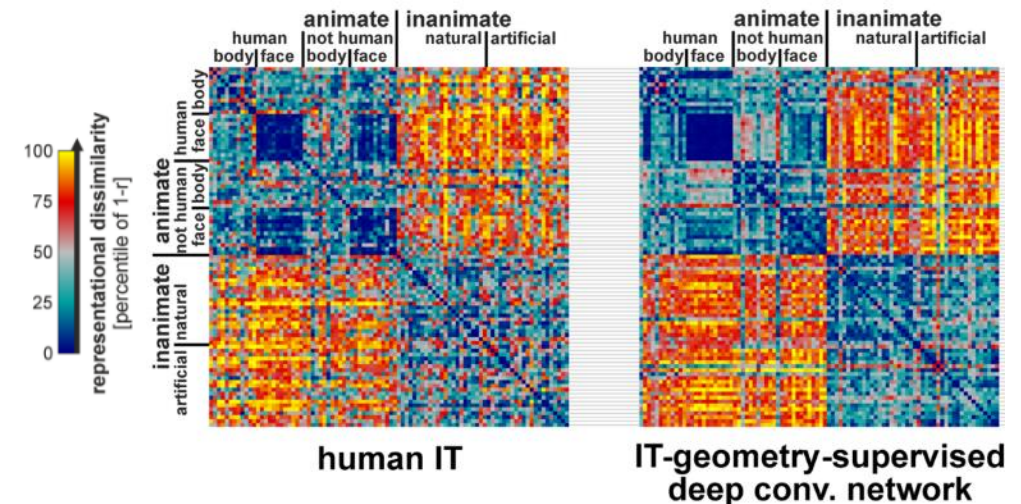 animate inanimate
human not human natural artificial
body face body face
animate inanimate
human not human natural artificial
body face body face
100
75
50
25
0
representational dissimilarity
[percentile of 1-r]
animate
human
body
face
not human
body
face
inanimate
natural
artificial
human IT
IT-geometry-supervised
deep conv. network